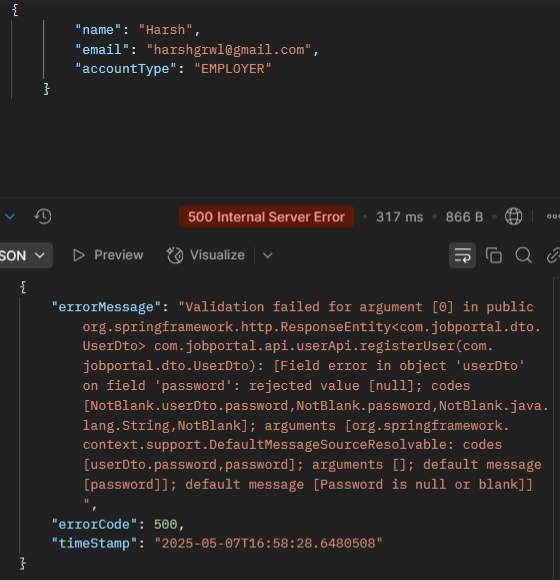 {
"name": "Harsh",
"email": "harshgrwl@gmail.com",
"accountType": "EMPLOYER"
}
500 Internal Server Error • 317 ms • 866 B •
SON Preview Visualize
{
"errorMessage": "Validation failed for argument [0] in public
org.springframework.http.ResponseEntity<com.jobportal.dto.
UserDto> com.jobportal.api.userApi.registerUser(com.
jobportal.dto.UserDto): [Field error in object 'userDto'
on field 'password': rejected value [null]; codes
[NotBlank.userDto.password,NotBlank.password,NotBlank.java.
lang.String,NotBlank]; arguments [org.springframework.
context.support.DefaultMessageSourceResolvable: codes
[userDto.password,password]; arguments []; default message
[password]]; default message [Password is null or blank]]
",
"errorCode": 500,
"timeStamp": "2025-05-07T16:58:28.6480508"
}